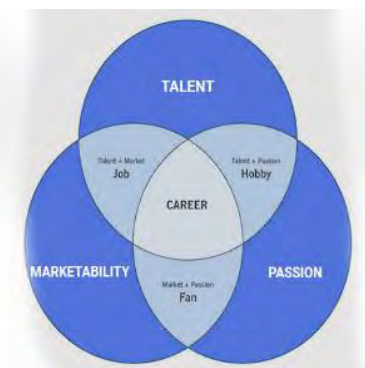 TALENT
Talent + Market
Job
Talent + Passion
Hobby
CAREER
MARKETABILITY
PASSION
Market + Passion
Fan